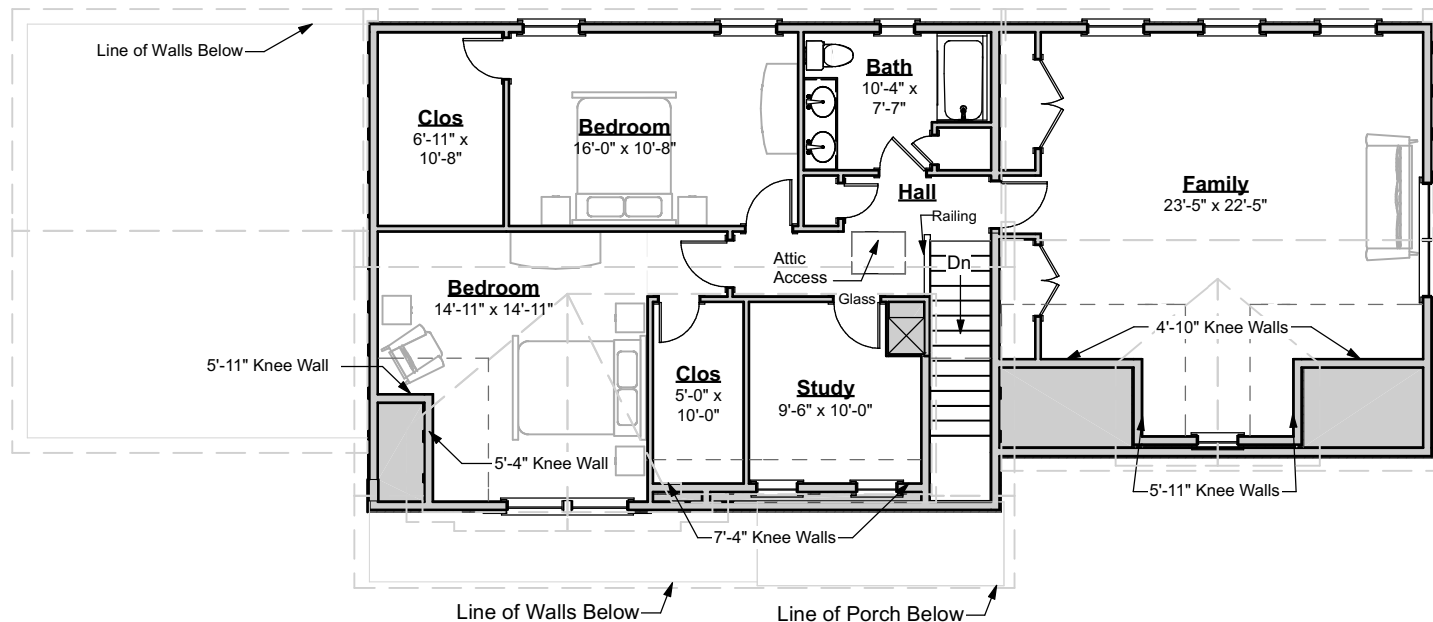 Line of Walls Below
Clos
6'-11" x
10'-8"
Bedroom
16'-0" x 10'-8"
Bath
10'-4" x
7'-7"
Hall
Railing
Family
23'-5" x 22'-5"
Attic
Access
Dn
Glass
Bedroom
14'-11" x 14'-11"
5'-11" Knee Wall
5'-4" Knee Wall
Clos
5'-0" x
10'-0"
Study
9'-6" x 10'-0"
4'-10" Knee Walls
5'-11" Knee Walls
7'-4" Knee Walls
Line of Walls Below
Line of Porch Below